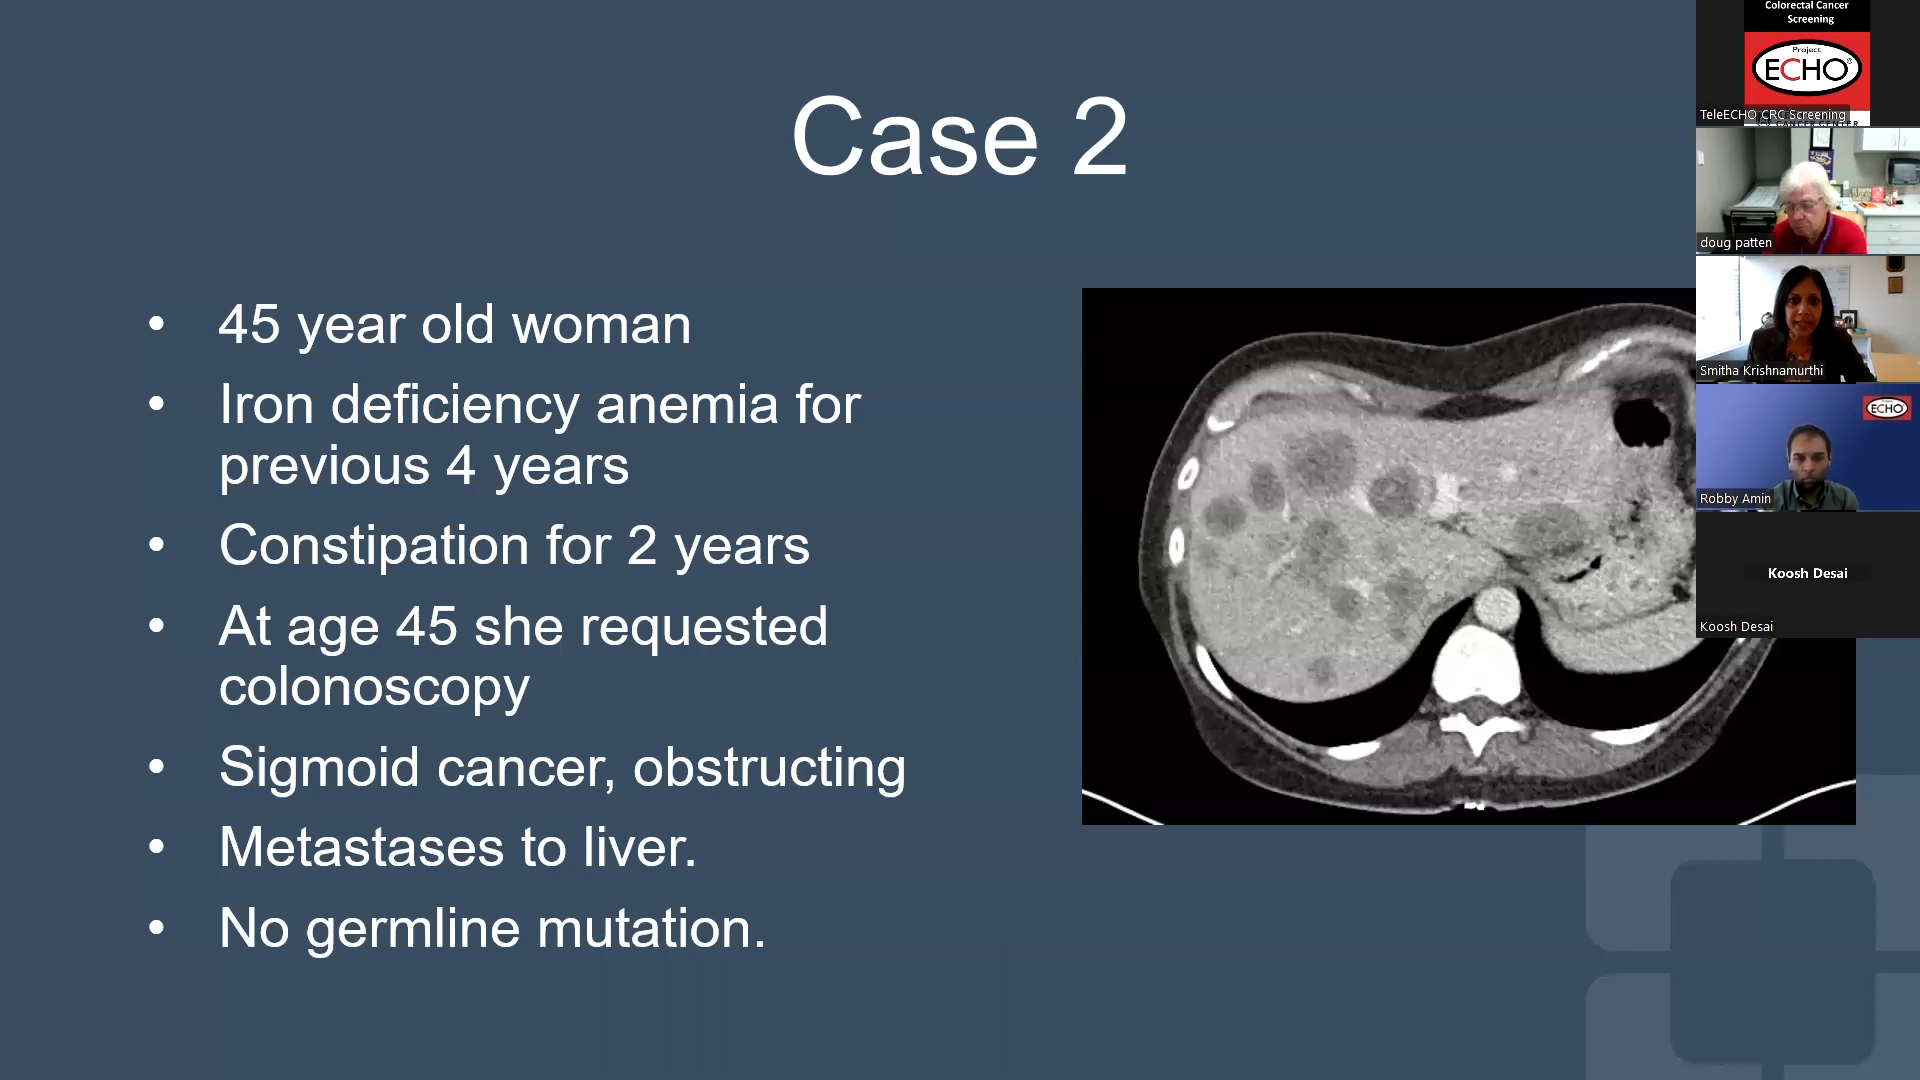 Case 2
• 45 year old woman
• Iron deficiency anemia for
previous 4 years
• Constipation for 2 years
• At age 45 she requested
colonoscopy
• Sigmoid cancer, obstructing
• Metastases to liver.
• No germline mutation.
Colorectal Cancer
Screening
Project
ECHO®
TeleECHO CRC Screening
doug patten
Smitha Krishnamurthi
ECHO
Robby Amin
Koosh Desai
Koosh Desai